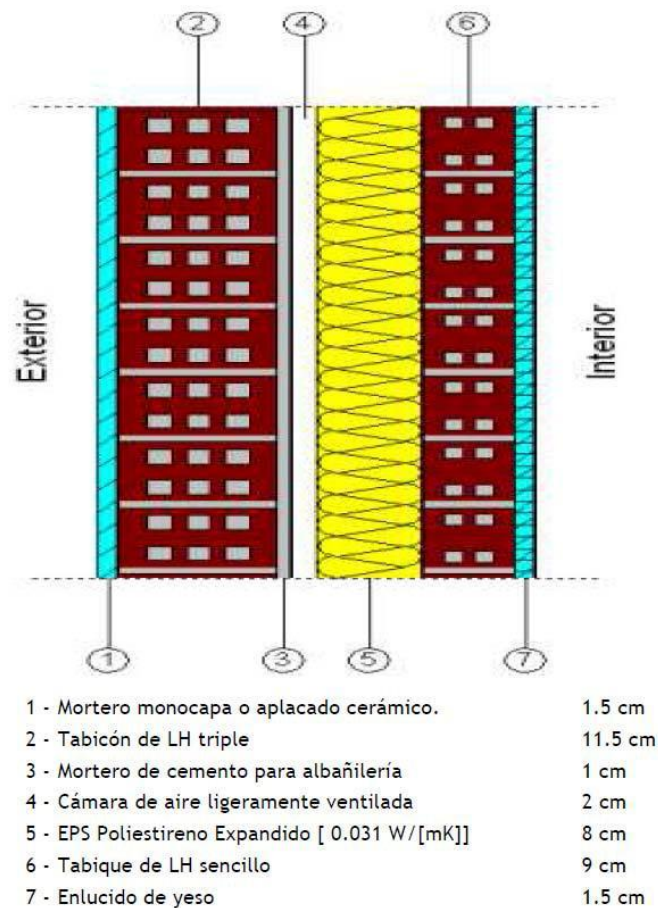 2 4 6
Exterior
Interior
1 3 5 7
1 - Mortero monocapa o aplacado cerámico. 1.5 cm
2 - Tabicón de LH triple 11.5 cm
3 - Mortero de cemento para albañilería 1 cm
4 - Cámara de aire ligeramente ventilada 2 cm
5 - EPS Poliestireno Expandido [ 0.031 W/[mK]] 8 cm
6 - Tabique de LH sencillo 9 cm
7 - Enlucido de yeso 1.5 cm